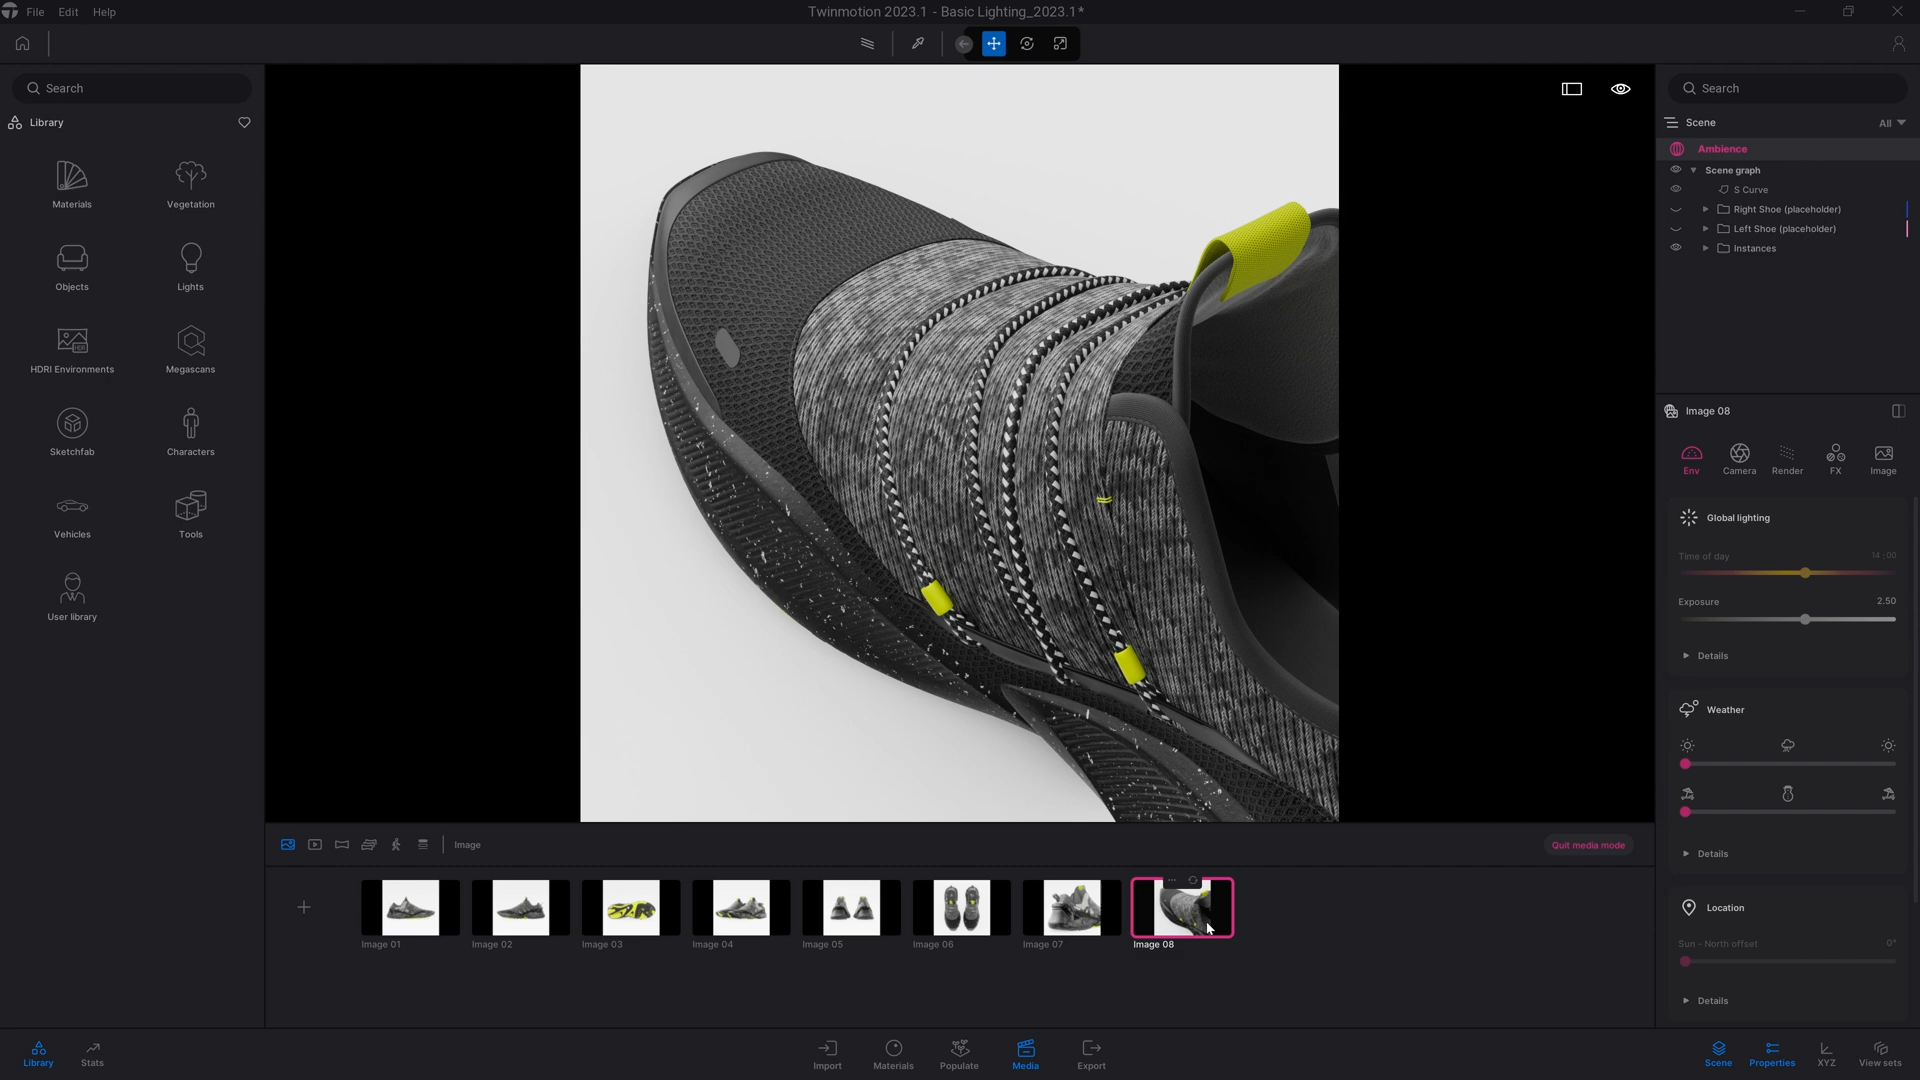 File Edit Help
Twinmotion 2023.1 - Basic Lighting_2023.1*
Search
Library
Materials
Vegetation
Objects
Lights
HDRI Environments
Megascans
Sketchfab
Characters
Vehicles
Tools
User library
Search
Scene
All
Ambience
Scene graph
S Curve
Right Shoe (placeholder)
Left Shoe (placeholder)
Instances
Image 08
Env
Camera
Render
FX
Image
Global lighting
Time of day
14:00
Exposure
2.50
Details
Weather
Details
Location
Sun - North offset
0°
Details
Image
Quit media mode
Image 01
Image 02
Image 03
Image 04
Image 05
Image 06
Image 07
Image 08
Library
Stats
Import
Materials
Populate
Media
Export
Scene
Properties
XYZ
View sets